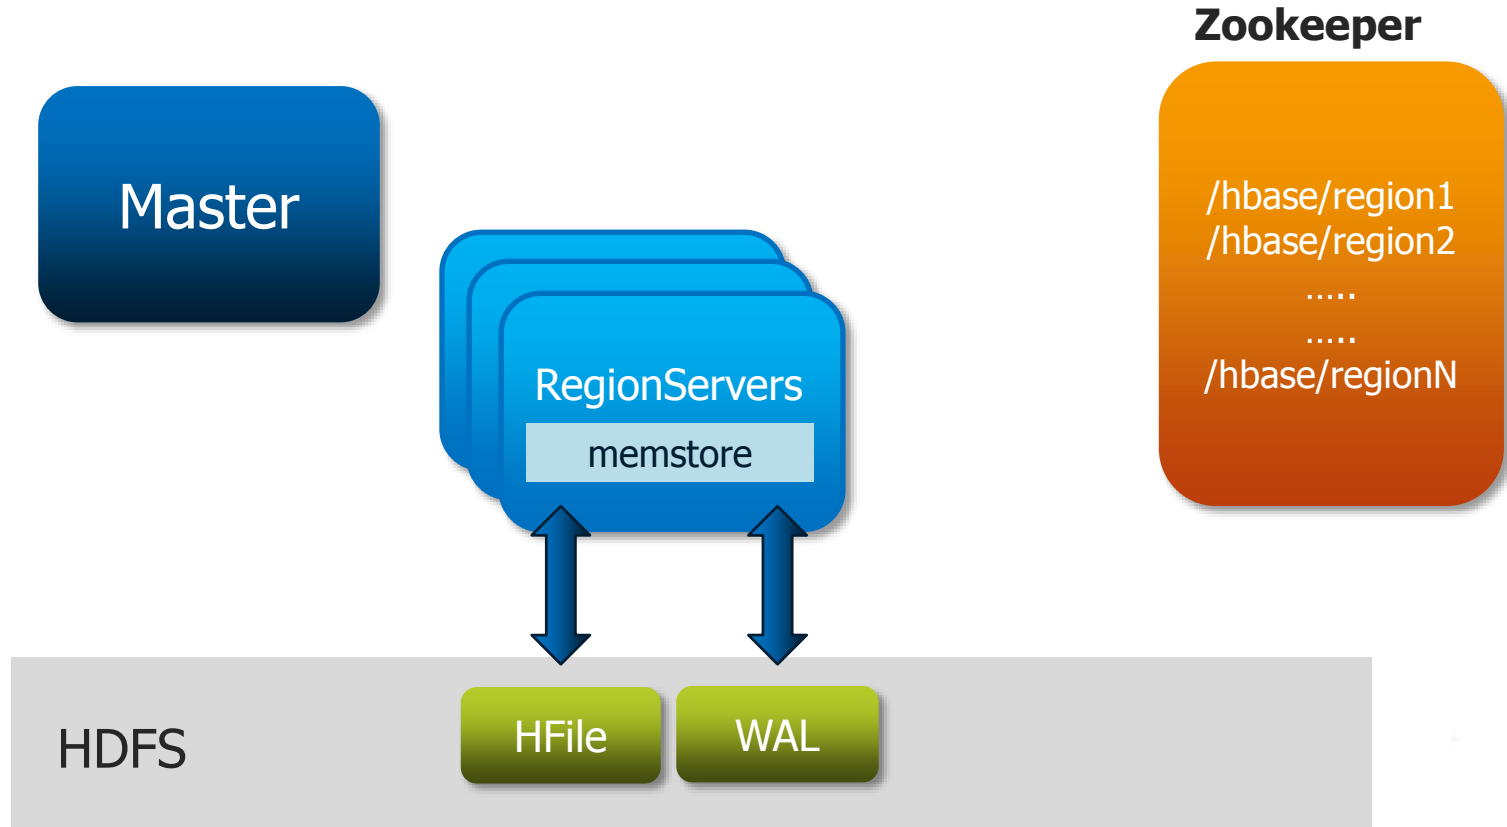 Zookeeper
Master
/hbase/region1
/hbase/region2
.....
.....
/hbase/regionN
RegionServers
memstore
HDFS
HFile
WAL